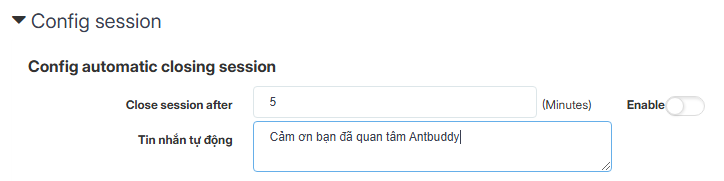 Config session
Config automatic closing session
Close session after 5 (Minutes) Enable
Tin nhắn tự động Cảm ơn bạn đã quan tâm Antbuddy